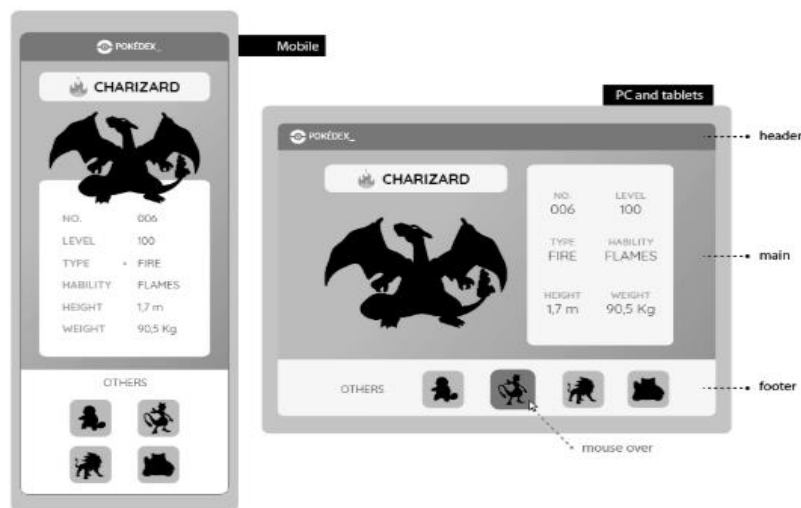 POKÉDEX_
Mobile
CHARIZARD
NO. 006
LEVEL 100
TYPE - FIRE
HABILITY FLAMES
HEIGHT 1,7 m
WEIGHT 90,5 Kg
OTHERS
PC and tablets
POKÉDEX_
header
CHARIZARD
NO. LEVEL
006 100
TYPE HABILITY
FIRE FLAMES
main
HEIGHT WEIGHT
1,7 m 90,5 Kg
OTHERS
footer
mouse over